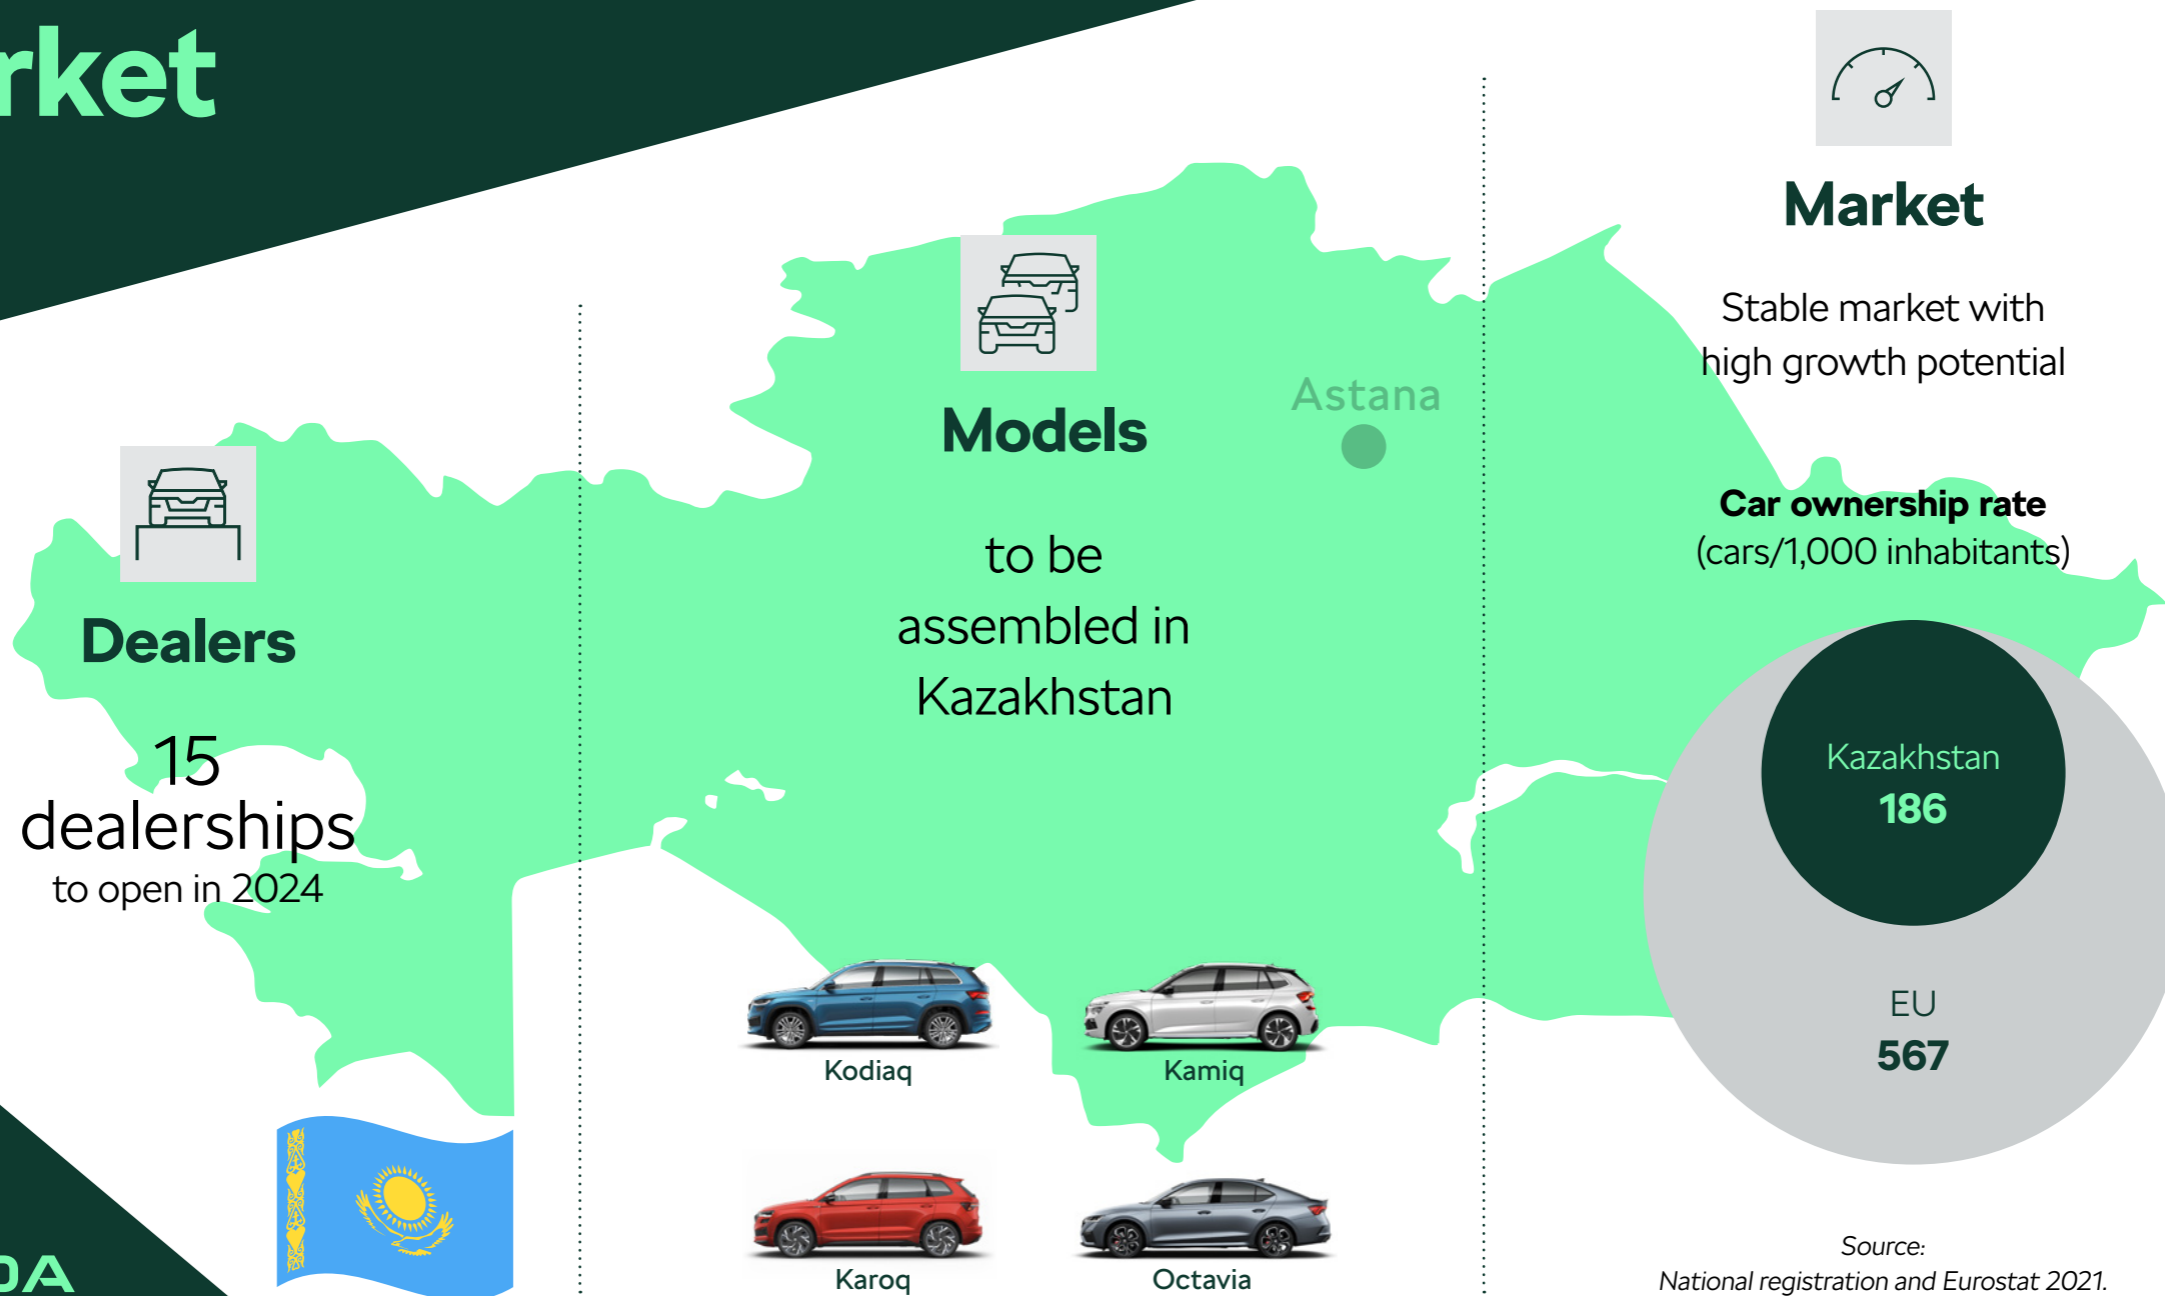 rket
Dealers
15
dealerships
to open in 2024
Models
to be
assembled in
Kazakhstan
Astana
Kodiaq
Kamiq
Karoq
Octavia
Market
Stable market with
high growth potential
Car ownership rate
(cars/1,000 inhabitants)
Kazakhstan
186
EU
567
Source:
National registration and Eurostat 2021.
DA